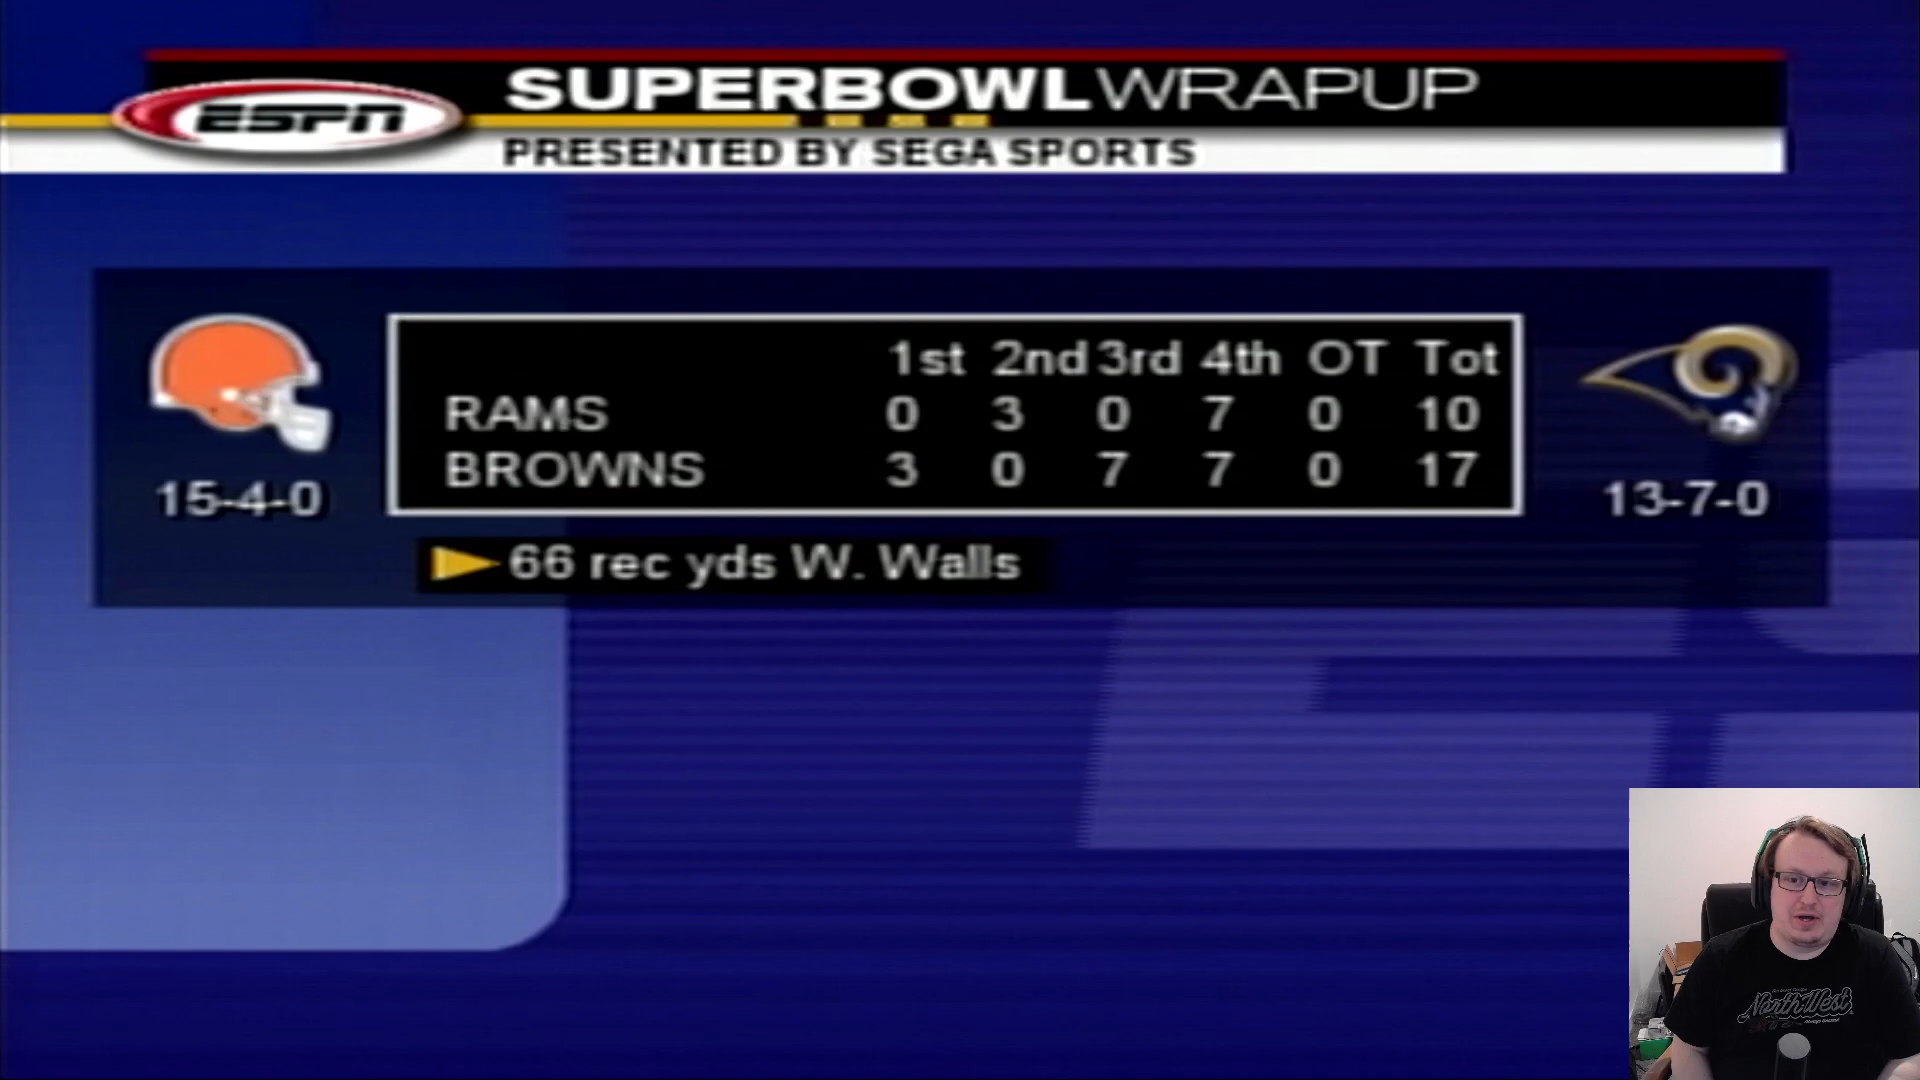 ESPN
SUPERBOWLWRAPUP
PRESENTED BY SEGA SPORTS
1st 2nd 3rd 4th OT Tot
RAMS 0 3 0 7 0 10
BROWNS 3 0 7 7 0 17
15-4-0
13-7-0
66 rec yds W. Walls
NorthWest